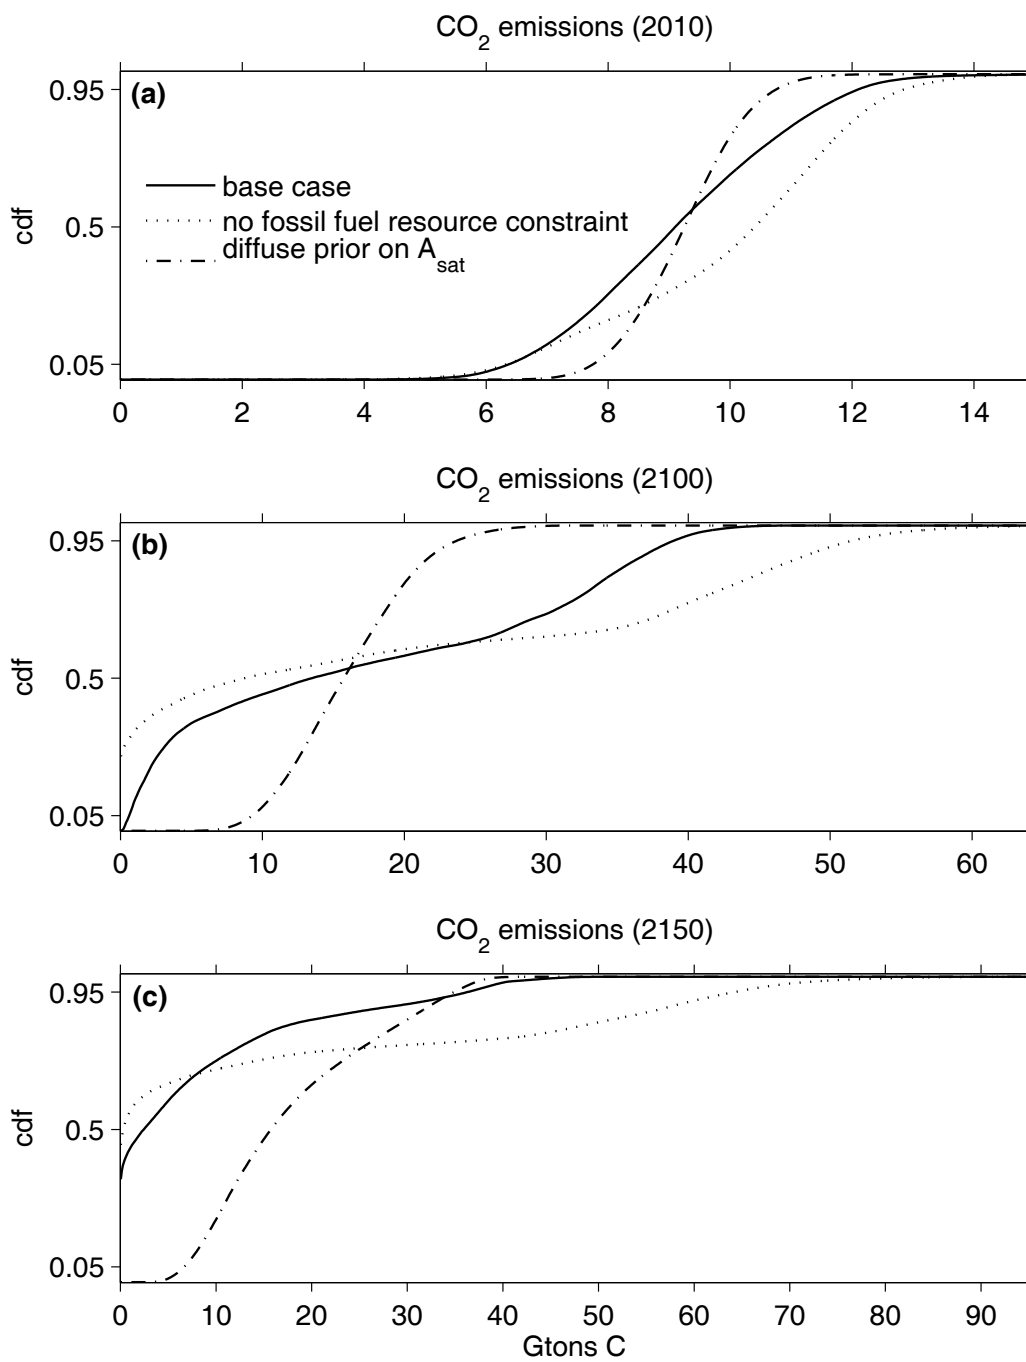 CO2 emissions (2010)
(a)
0.95
0.5
0.05
cdf
base case
no fossil fuel resource constraint
diffuse prior on Asat
0 2 4 6 8 10 12 14
CO2 emissions (2100)
(b)
0.95
0.5
0.05
cdf
0 10 20 30 40 50 60
CO2 emissions (2150)
(c)
0.95
0.5
0.05
cdf
0 10 20 30 40 50 60 70 80 90
Gtons C